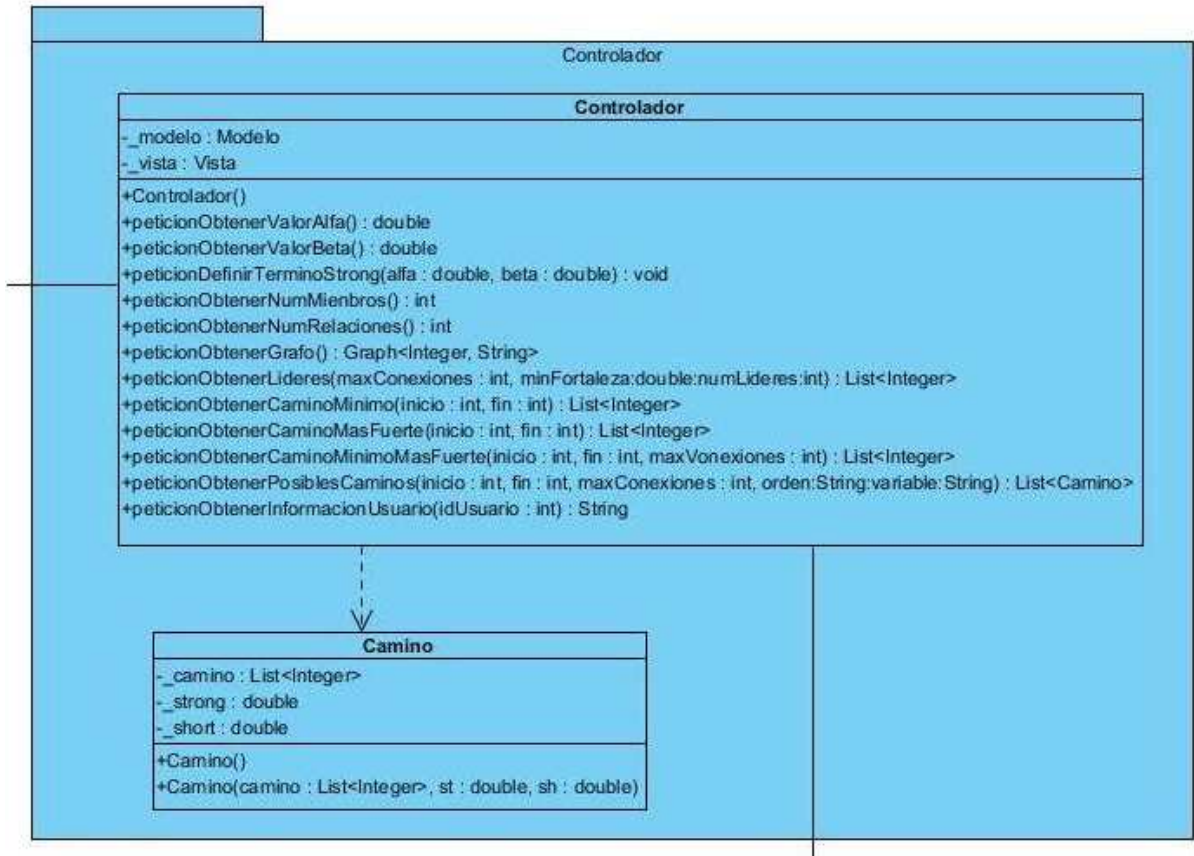 Controlador
Controlador
-_modelo : Modelo
-_vista : Vista
+Controlador()
+peticionObtenerValorAlfa() : double
+peticionObtenerValorBeta() : double
+peticionDefinirTerminoStrong(alfa : double, beta : double) : void
+peticionObtenerNumMienbros() : int
+peticionObtenerNumRelaciones() : int
+peticionObtenerGrafo() : Graph<Integer, String>
+peticionObtenerLideres(maxConexiones : int, minFortaleza:double:numLideres:int) : List<Integer>
+peticionObtenerCaminoMinimo(inicio : int, fin : int) : List<Integer>
+peticionObtenerCaminoMasFuerte(inicio : int, fin : int) : List<Integer>
+peticionObtenerCaminoMinimoMasFuerte(inicio : int, fin : int, maxVonexiones : int) : List<Integer>
+peticionObtenerPosiblesCaminos(inicio : int, fin : int, maxConexiones : int, orden:String:variable:String) : List<Camino>
+peticionObtenerInformacionUsuario(idUsuario : int) : String
Camino
-_camino : List<Integer>
-_strong : double
-_short : double
+Camino()
+Camino(camino : List<Integer>, st : double, sh : double)